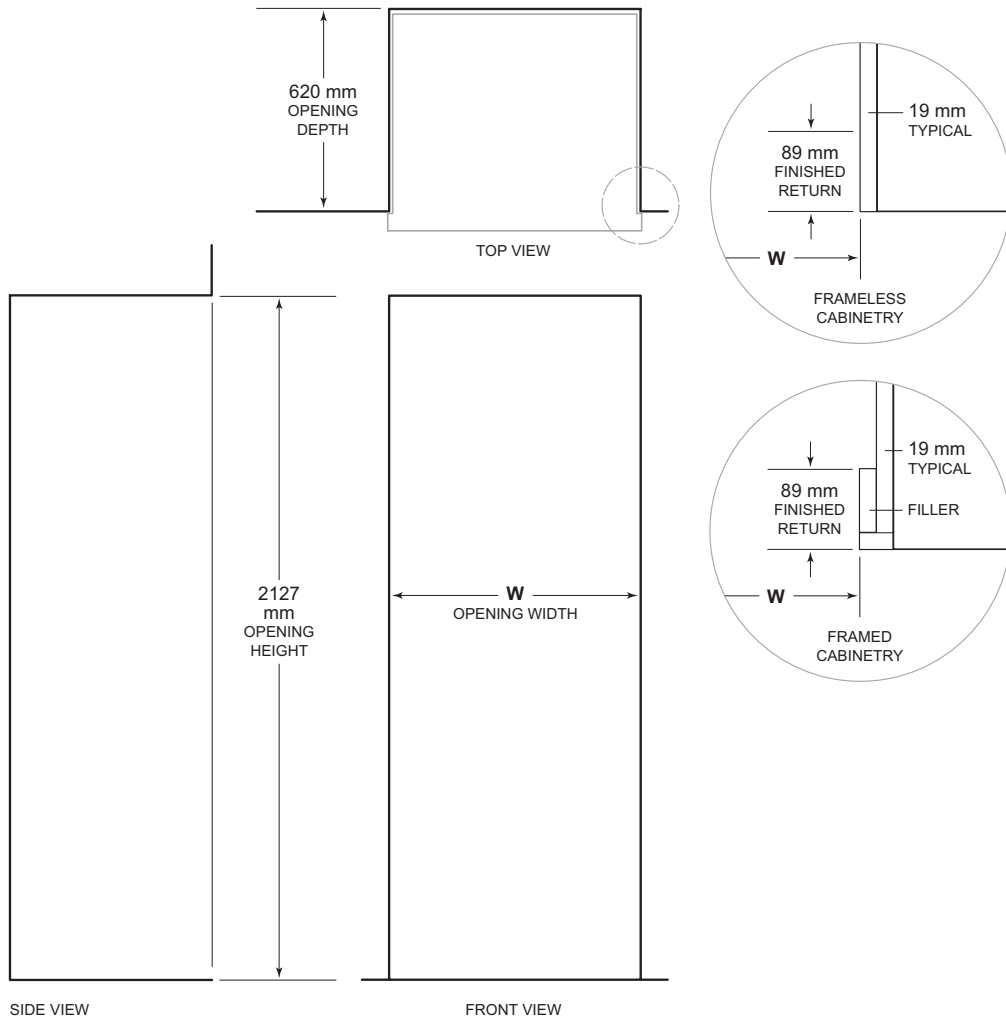 620 mm
OPENING
DEPTH
TOP VIEW
19 mm
TYPICAL
89 mm
FINISHED
RETURN
W
FRAMELESS
CABINETRY
19 mm
TYPICAL
89 mm
FINISHED
RETURN
FILLER
W
FRAMED
CABINETRY
2127
mm
OPENING
HEIGHT
W
OPENING WIDTH
SIDE VIEW
FRONT VIEW